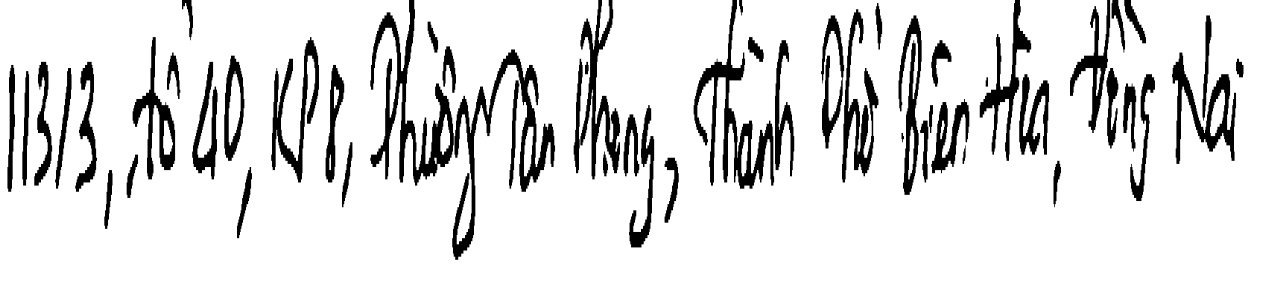 113/3, tổ 40, KP8, Phường Tân Phong, Thành Phố Biên Hòa, Đồng Nai